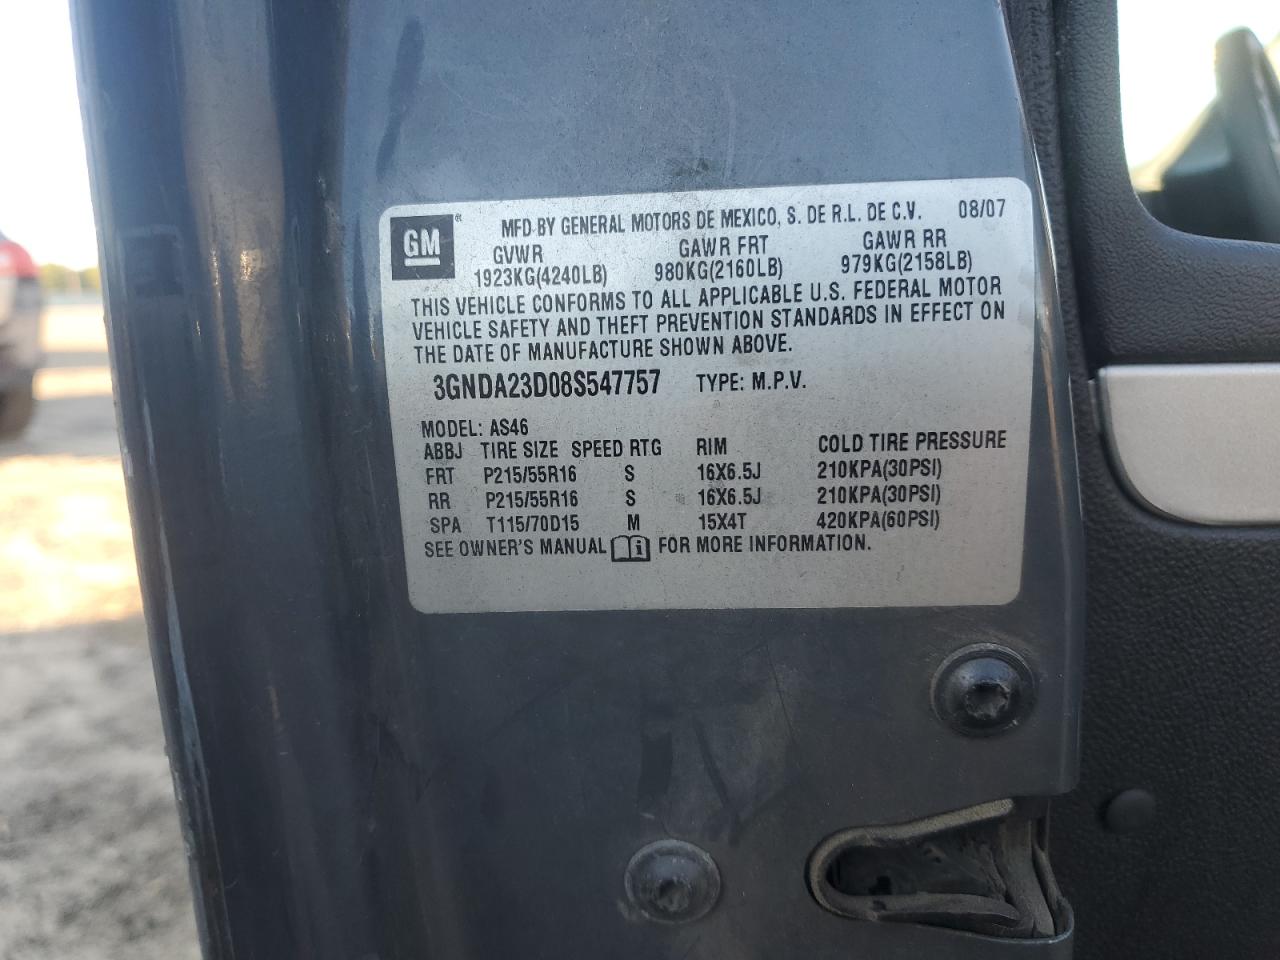 GM ® MFD BY GENERAL MOTORS DE MEXICO, S. DE R.L. DE C.V. 08/07
GVWR GAWR FRT GAWR RR
1923KG(4240LB) 980KG(2160LB) 979KG(2158LB)
THIS VEHICLE CONFORMS TO ALL APPLICABLE U.S. FEDERAL MOTOR
VEHICLE SAFETY AND THEFT PREVENTION STANDARDS IN EFFECT ON
THE DATE OF MANUFACTURE SHOWN ABOVE.
3GNDA23D08S547757 TYPE: M.P.V.
MODEL: AS46
ABBJ TIRE SIZE SPEED RTG RIM COLD TIRE PRESSURE
FRT P215/55R16 S 16X6.5J 210KPA(30PSI)
RR P215/55R16 S 16X6.5J 210KPA(30PSI)
SPA T115/70D15 M 15X4T 420KPA(60PSI)
SEE OWNER'S MANUAL i FOR MORE INFORMATION.